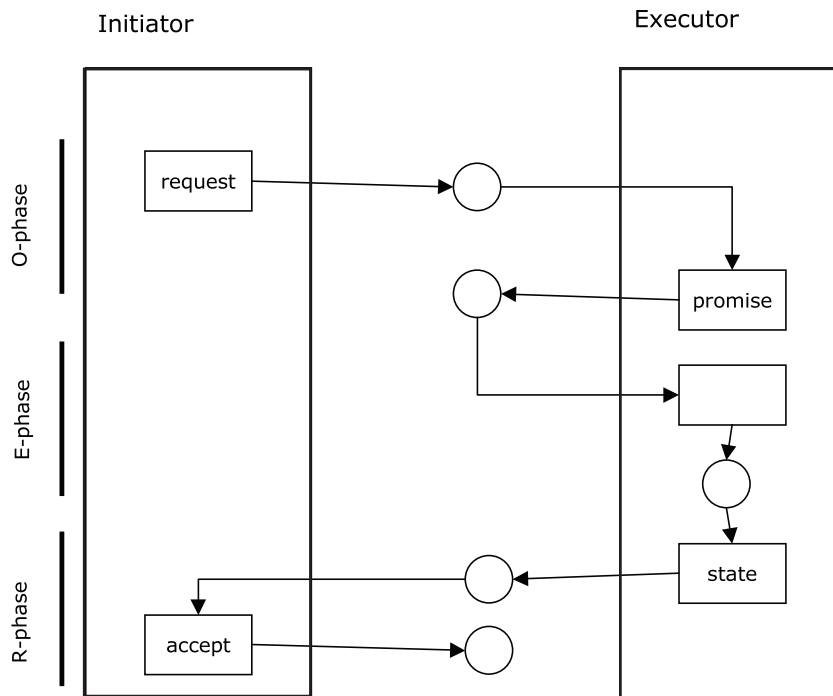 Initiator
Executor
O-phase
request
promise
E-phase
state
R-phase
accept